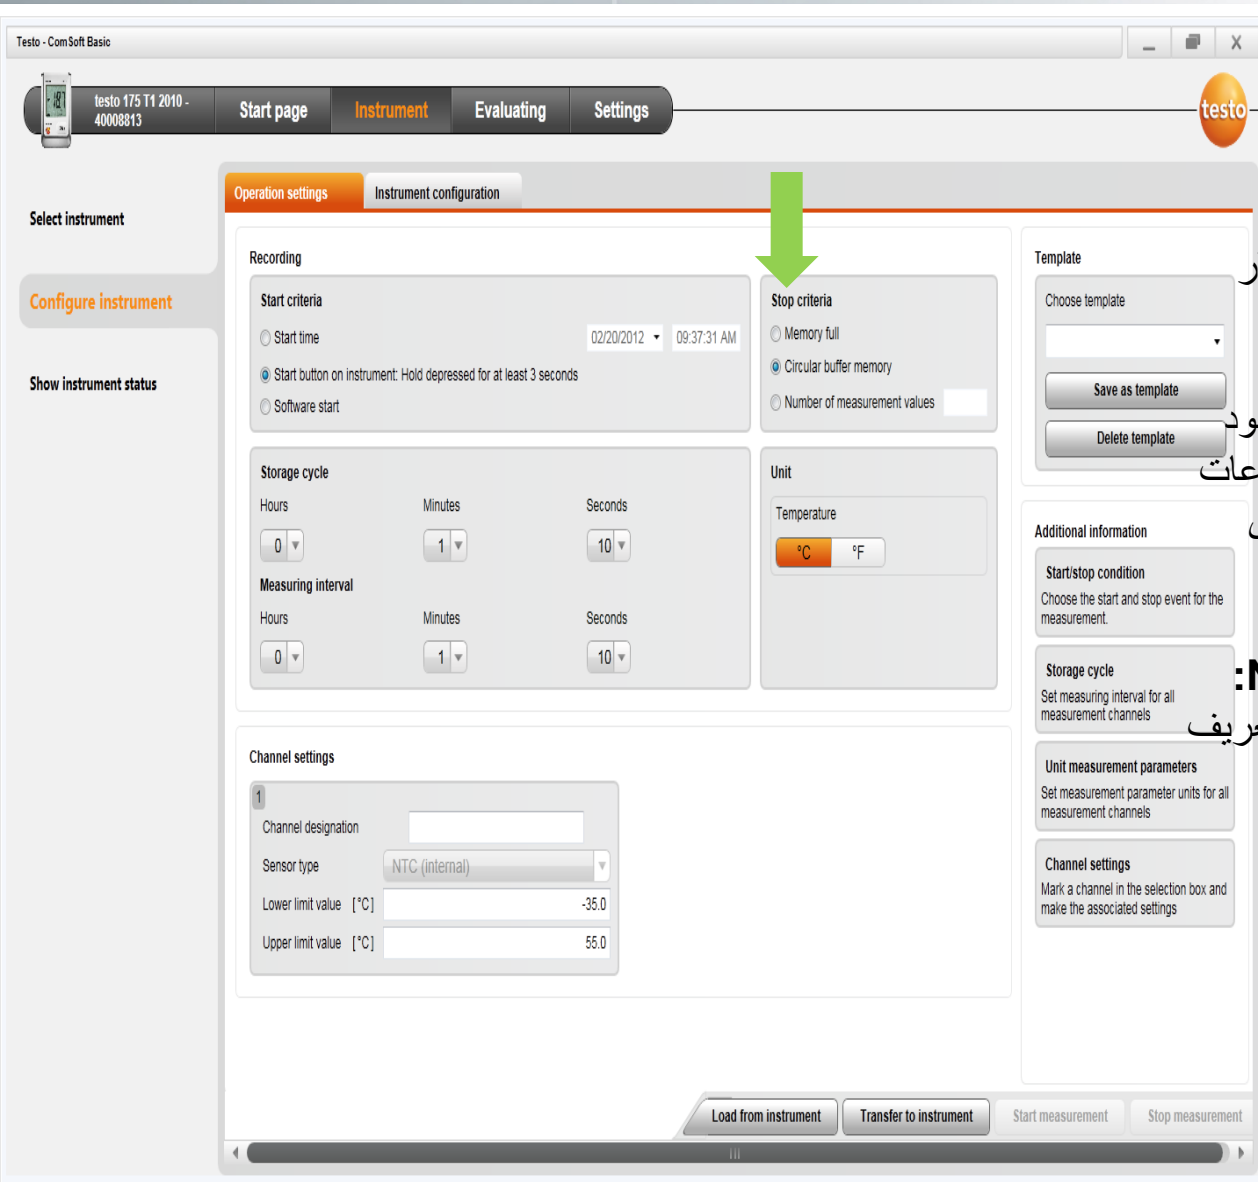 Testo - ComSoft Basic
testo 175 T1 2010 -
40008813
Start page
Instrument
Evaluating
Settings
testo
Select instrument
Configure instrument
Show instrument status
Operation settings
Instrument configuration
Recording
Start criteria
Start time
02/20/2012
09:37:31 AM
Start button on instrument: Hold depressed for at least 3 seconds
Software start
Stop criteria
Memory full
Circular buffer memory
Number of measurement values
Storage cycle
Hours
Minutes
Seconds
0
1
10
Measuring interval
Hours
Minutes
Seconds
0
1
10
Unit
Temperature
°C
°F
Channel settings
1
Channel designation
Sensor type
NTC (internal)
Lower limit value [°C]
-35.0
Upper limit value [°C]
55.0
Template
Choose template
Save as template
Delete template
Additional information
Start/stop condition
Choose the start and stop event for the
measurement.
Storage cycle
Set measuring interval for all
measurement channels
Unit measurement parameters
Set measurement parameter units for all
measurement channels
Channel settings
Mark a channel in the selection box and
make the associated settings
Load from instrument
Transfer to instrument
Start measurement
Stop measurement